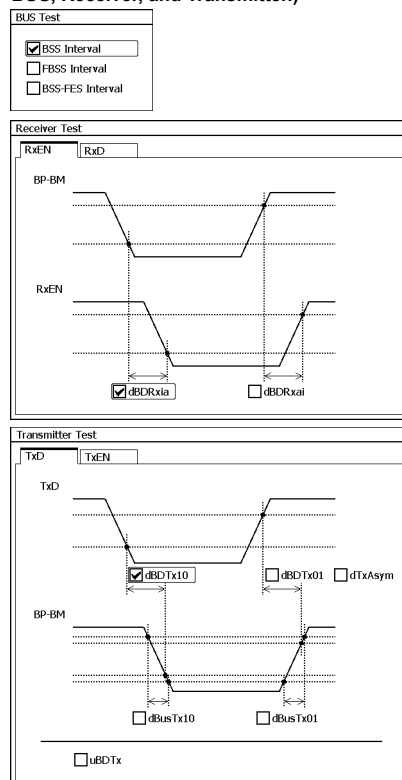 BUS, Receiver, and Transmitter)
BUS Test
BSS Interval
FBSS Interval
BSS-FES Interval
Receiver Test
RxEN RxD
BP-BM
RxEN
dBDRxia dBDRxai
Transmitter Test
TxD TxEN
TxD
dBDTx10 dBDTx01 dTxAsym
BP-BM
dBusTx10 dBusTx01
uBDTx